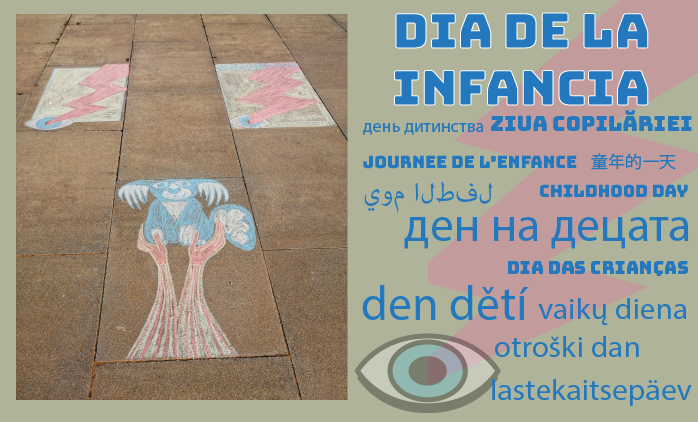 DIA DE LA
INFANCIA
день дитинства ZIUA COPILĂRIEI
JOURNEE DE L'ENFANCE 童年的一天
يوم الطفل CHILDHOOD DAY
ден на децата
DIA DAS CRIANÇAS
den dětí vaikų diena
otroški dan
lastekaitsepäev